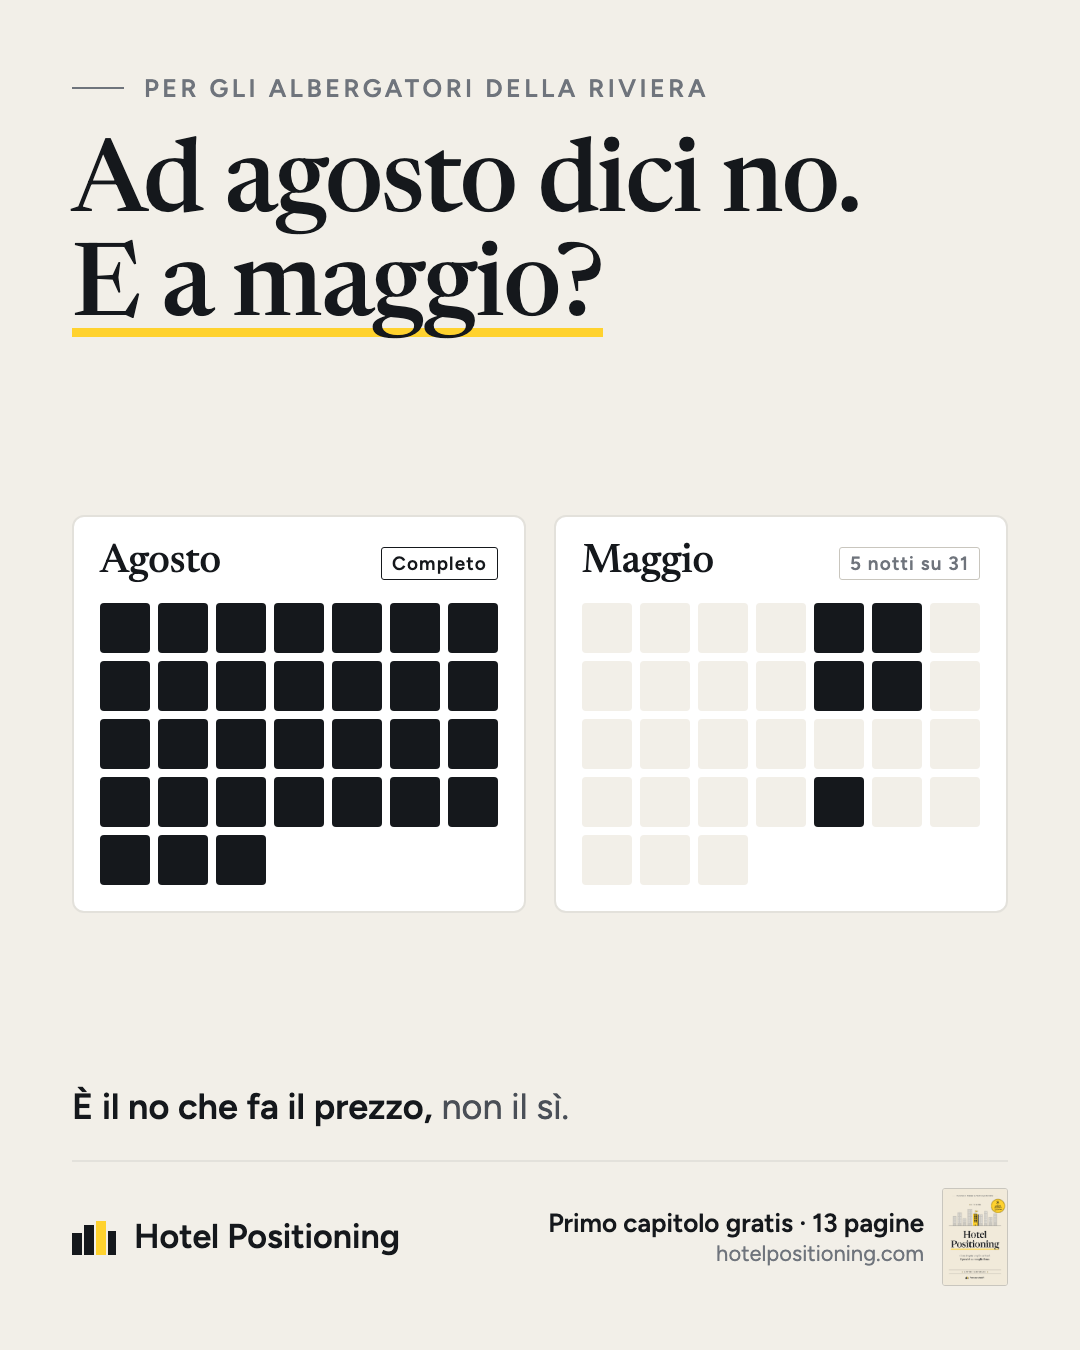 PER GLI ALBERGATORI DELLA RIVIERA
Ad agosto dici no.
E a maggio?
Agosto
Completo
Maggio
5 notti su 31
È il no che fa il prezzo, non il sì.
Hotel Positioning
Primo capitolo gratis · 13 pagine
hotelpositioning.com
Hotel
Positioning